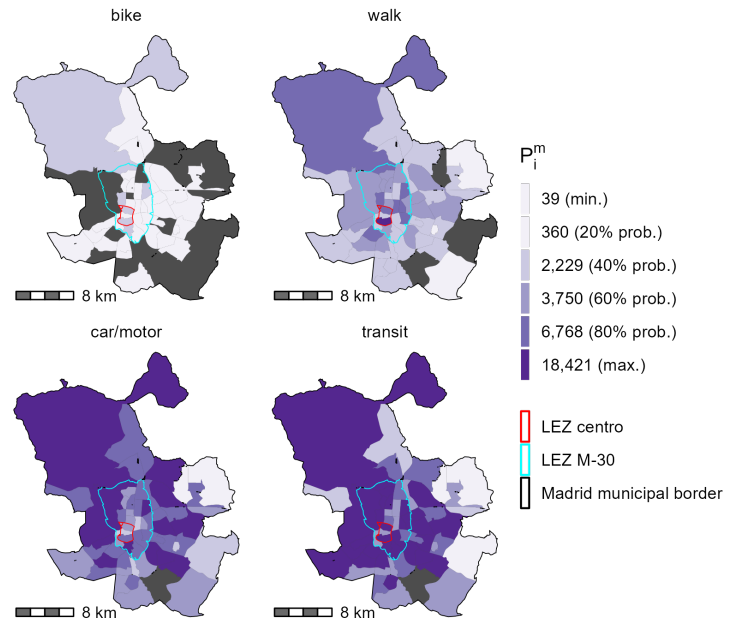 bike
walk
8 km
8 km
car/motor
transit
8 km
8 km
P_i^m
39 (min.)
360 (20% prob.)
2,229 (40% prob.)
3,750 (60% prob.)
6,768 (80% prob.)
18,421 (max.)
LEZ centro
LEZ M-30
Madrid municipal border